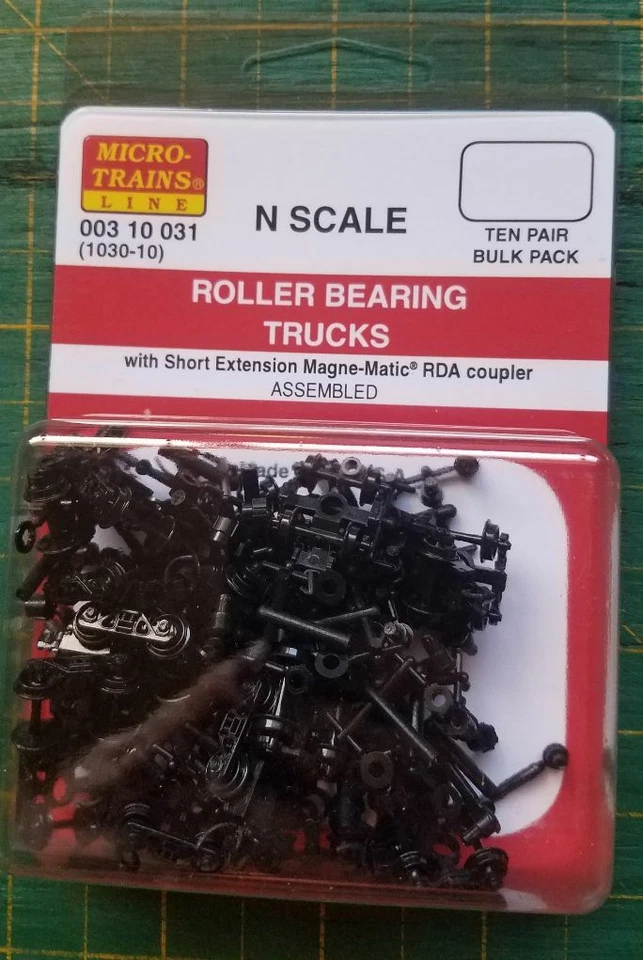 MICRO-
TRAINS®
LINE
003 10 031
(1030-10)
N SCALE
TEN PAIR
BULK PACK
ROLLER BEARING
TRUCKS
with Short Extension Magne-Matic® RDA coupler
ASSEMBLED